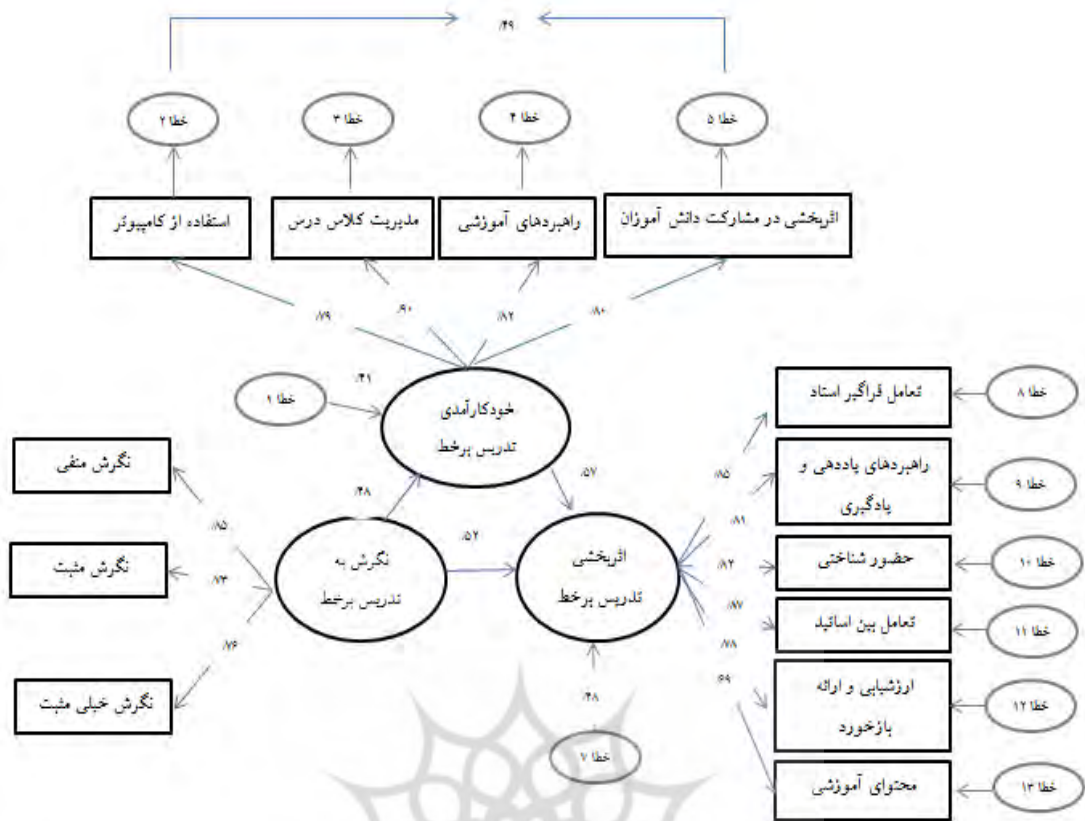 /۴۹
خطا ۲
خطا ۳
خطا ۴
خطا ۵
استفاده از کامپیوتر
مدیریت کلاس درس
راهبردهای آموزشی
اثربخشی در مشارکت دانش آموزان
/۷۹
/۹۰
/۸۲
/۸۰
خطا ۱
/۴۱
خودکارآمدی
تدریس برخط
/۴۸
/۵۷
نگرش به
تدریس برخط
/۵۲
اثربخشی
تدریس برخط
/۴۸
خطا ۷
نگرش منفی
نگرش مثبت
نگرش خیلی مثبت
/۸۵
/۷۳
/۷۶
تعامل فراگیر استاد
راهبردهای یاددهی و
یادگیری
حضور شناختی
تعامل بین اساتید
ارزشیابی و ارائه
بازخورد
محتوای آموزشی
/۸۵
/۸۱
/۸۲
/۸۷
/۷۸
/۶۹
خطا ۸
خطا ۹
خطا ۱۰
خطا ۱۱
خطا ۱۲
خطا ۱۳